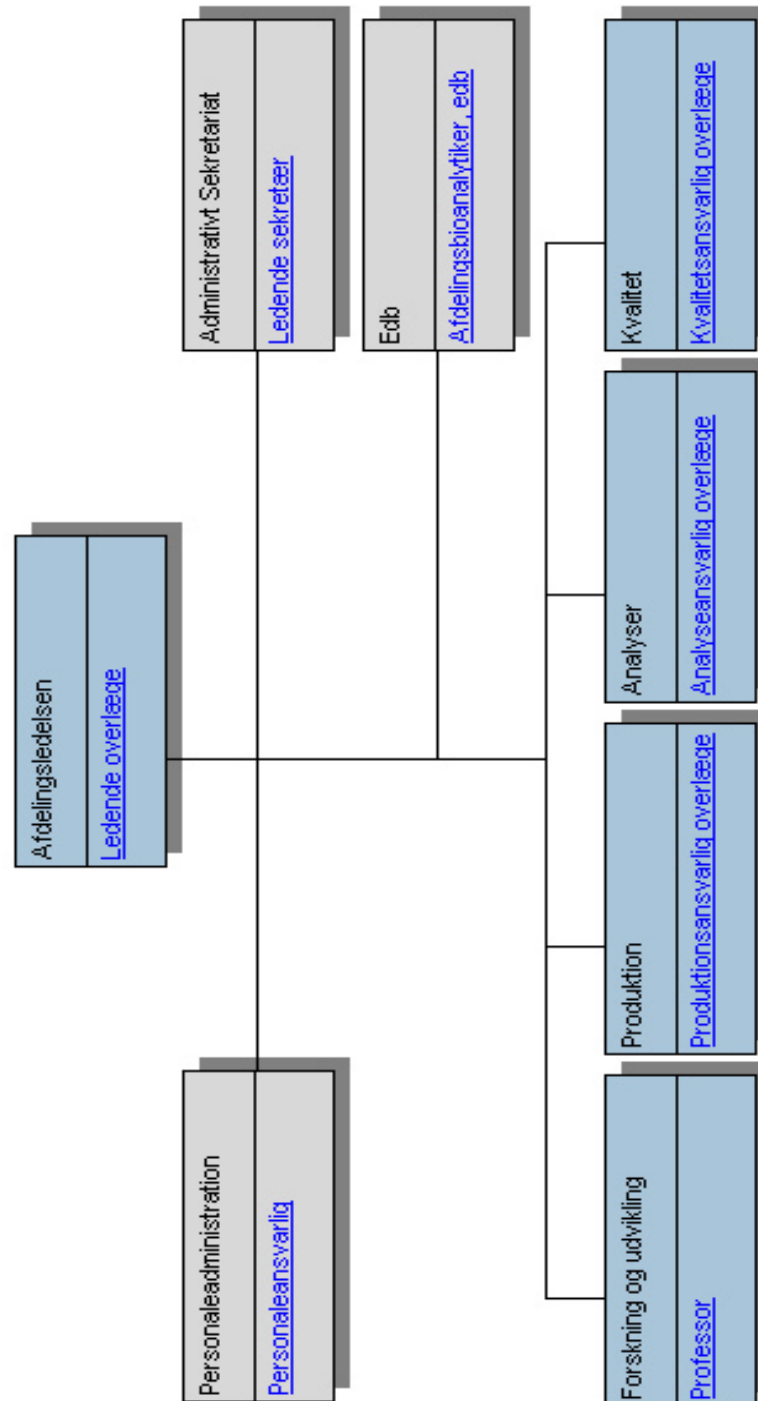 Afdelingsledelsen
Ledende overlæge
Personaleadministration
Personaleansvarlig
Administrativt Sekretariat
Ledende sekretær
Edb
Afdelingsbioanalytiker, edb
Forskning og udvikling
Professor
Produktion
Produktionsansvarlig overlæge
Analyser
Analyseansvarlig overlæge
Kvalitet
Kvalitetsansvarlig overlæge